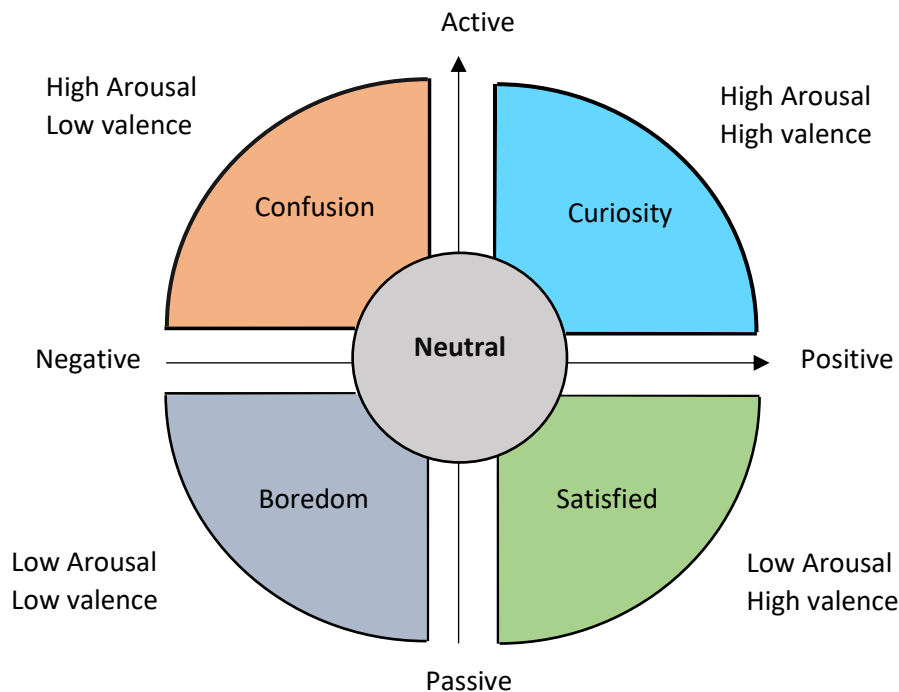 Active
High Arousal
Low valence
High Arousal
High valence
Confusion
Curiosity
Negative
Neutral
Positive
Boredom
Satisfied
Low Arousal
Low valence
Low Arousal
High valence
Passive